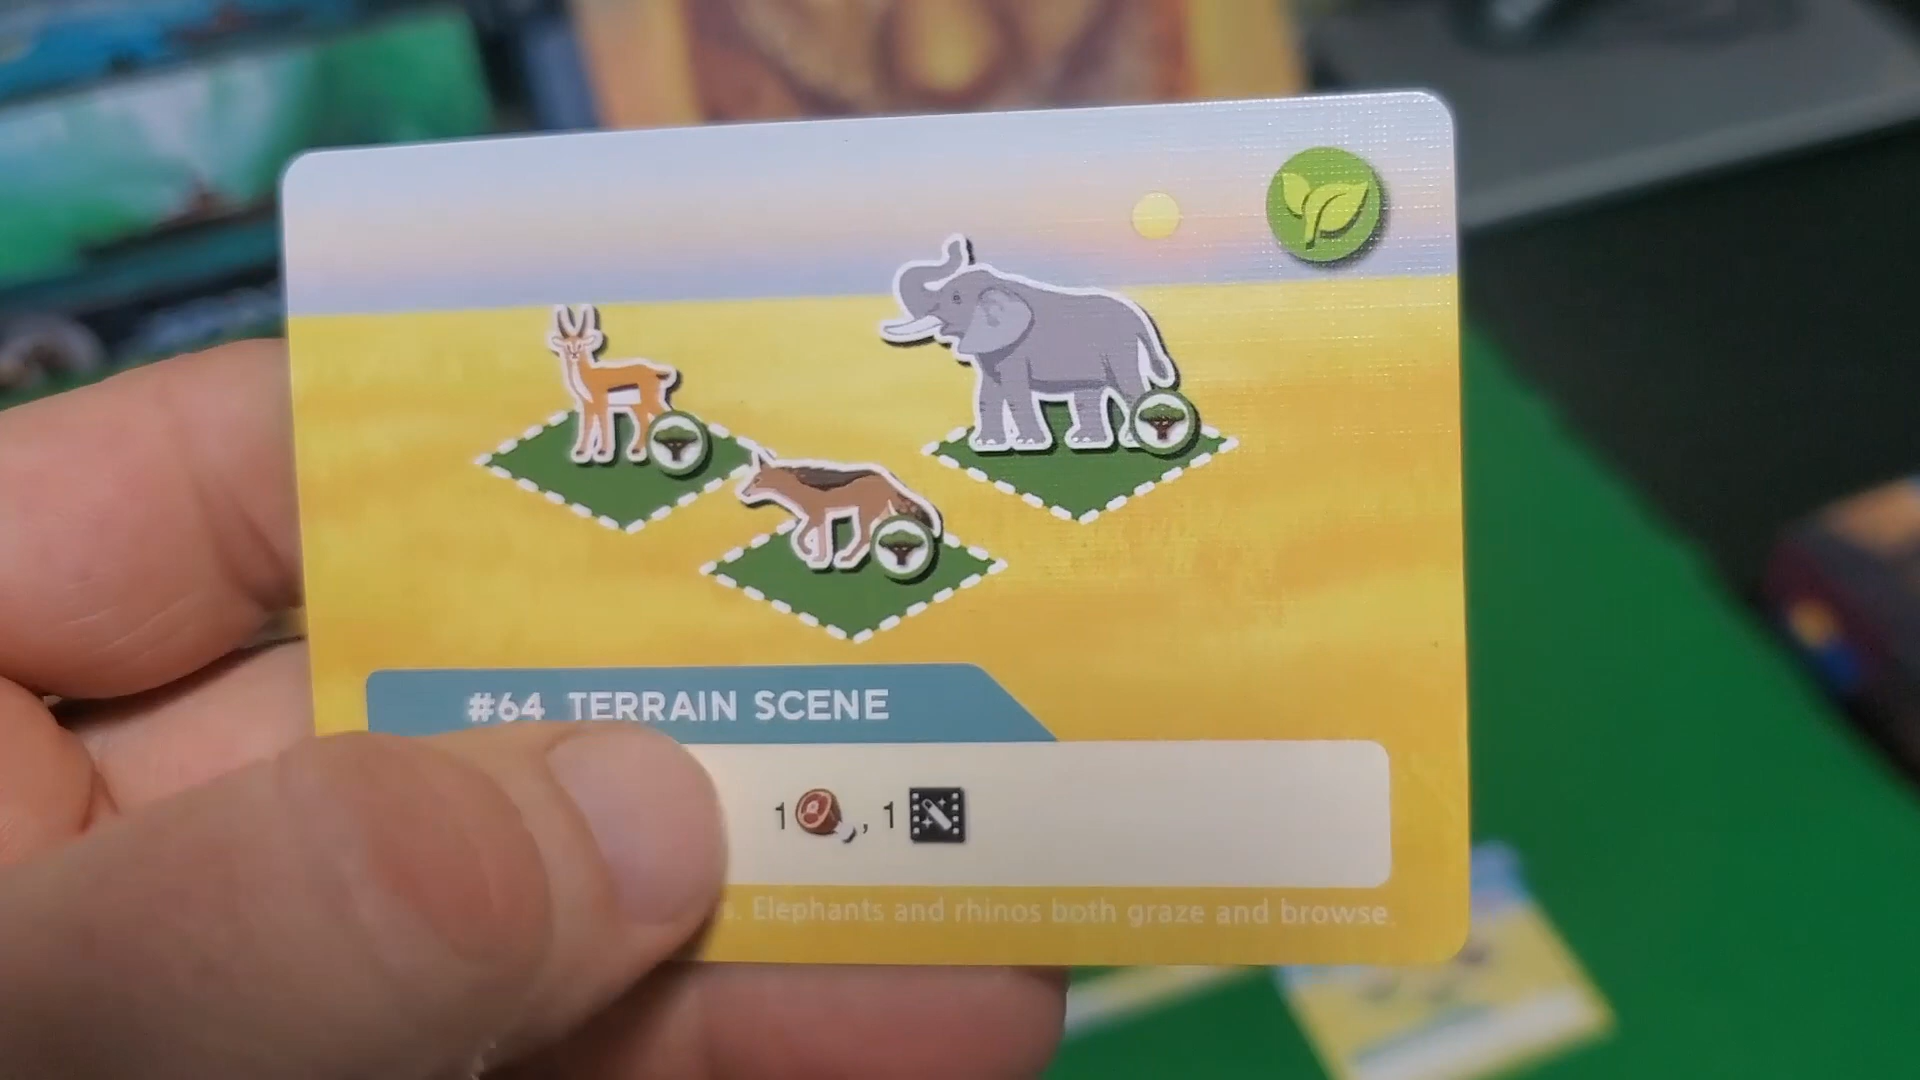 #64 TERRAIN SCENE
1 , 1
. Elephants and rhinos both graze and browse.